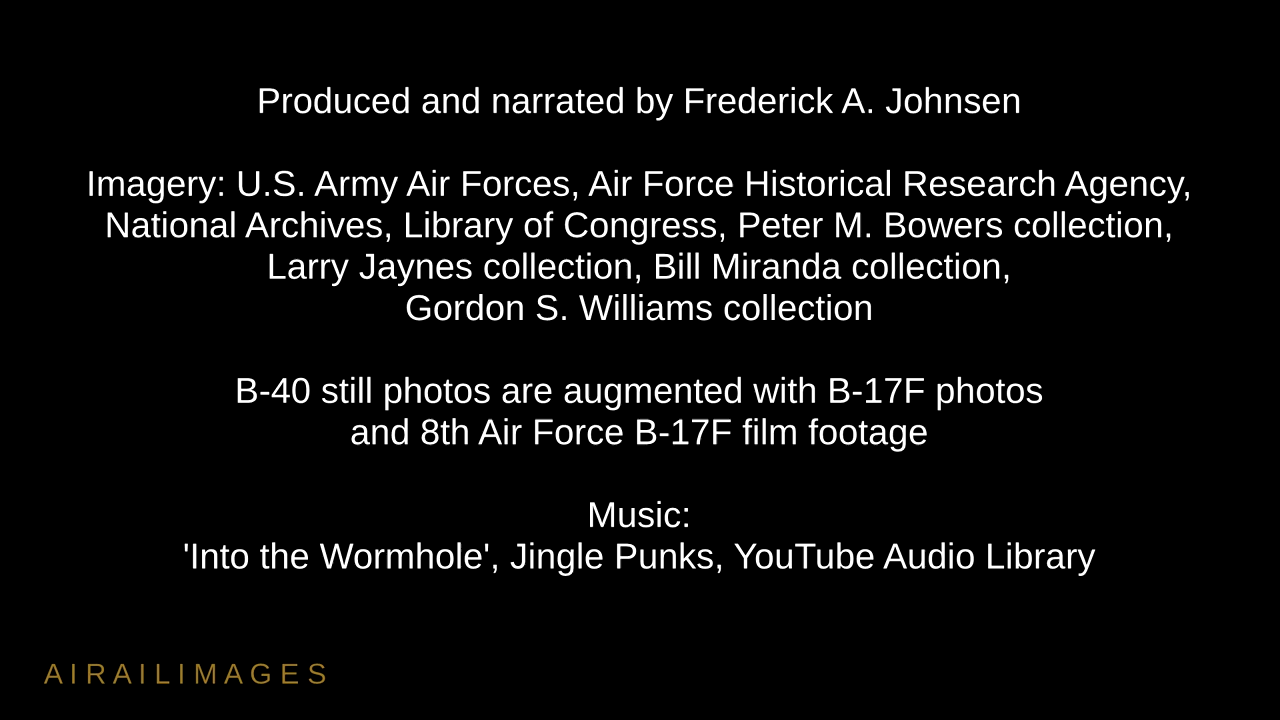 Produced and narrated by Frederick A. Johnsen
Imagery: U.S. Army Air Forces, Air Force Historical Research Agency,
National Archives, Library of Congress, Peter M. Bowers collection,
Larry Jaynes collection, Bill Miranda collection,
Gordon S. Williams collection
B-40 still photos are augmented with B-17F photos
and 8th Air Force B-17F film footage
Music:
'Into the Wormhole', Jingle Punks, YouTube Audio Library
AIRAILIMAGES